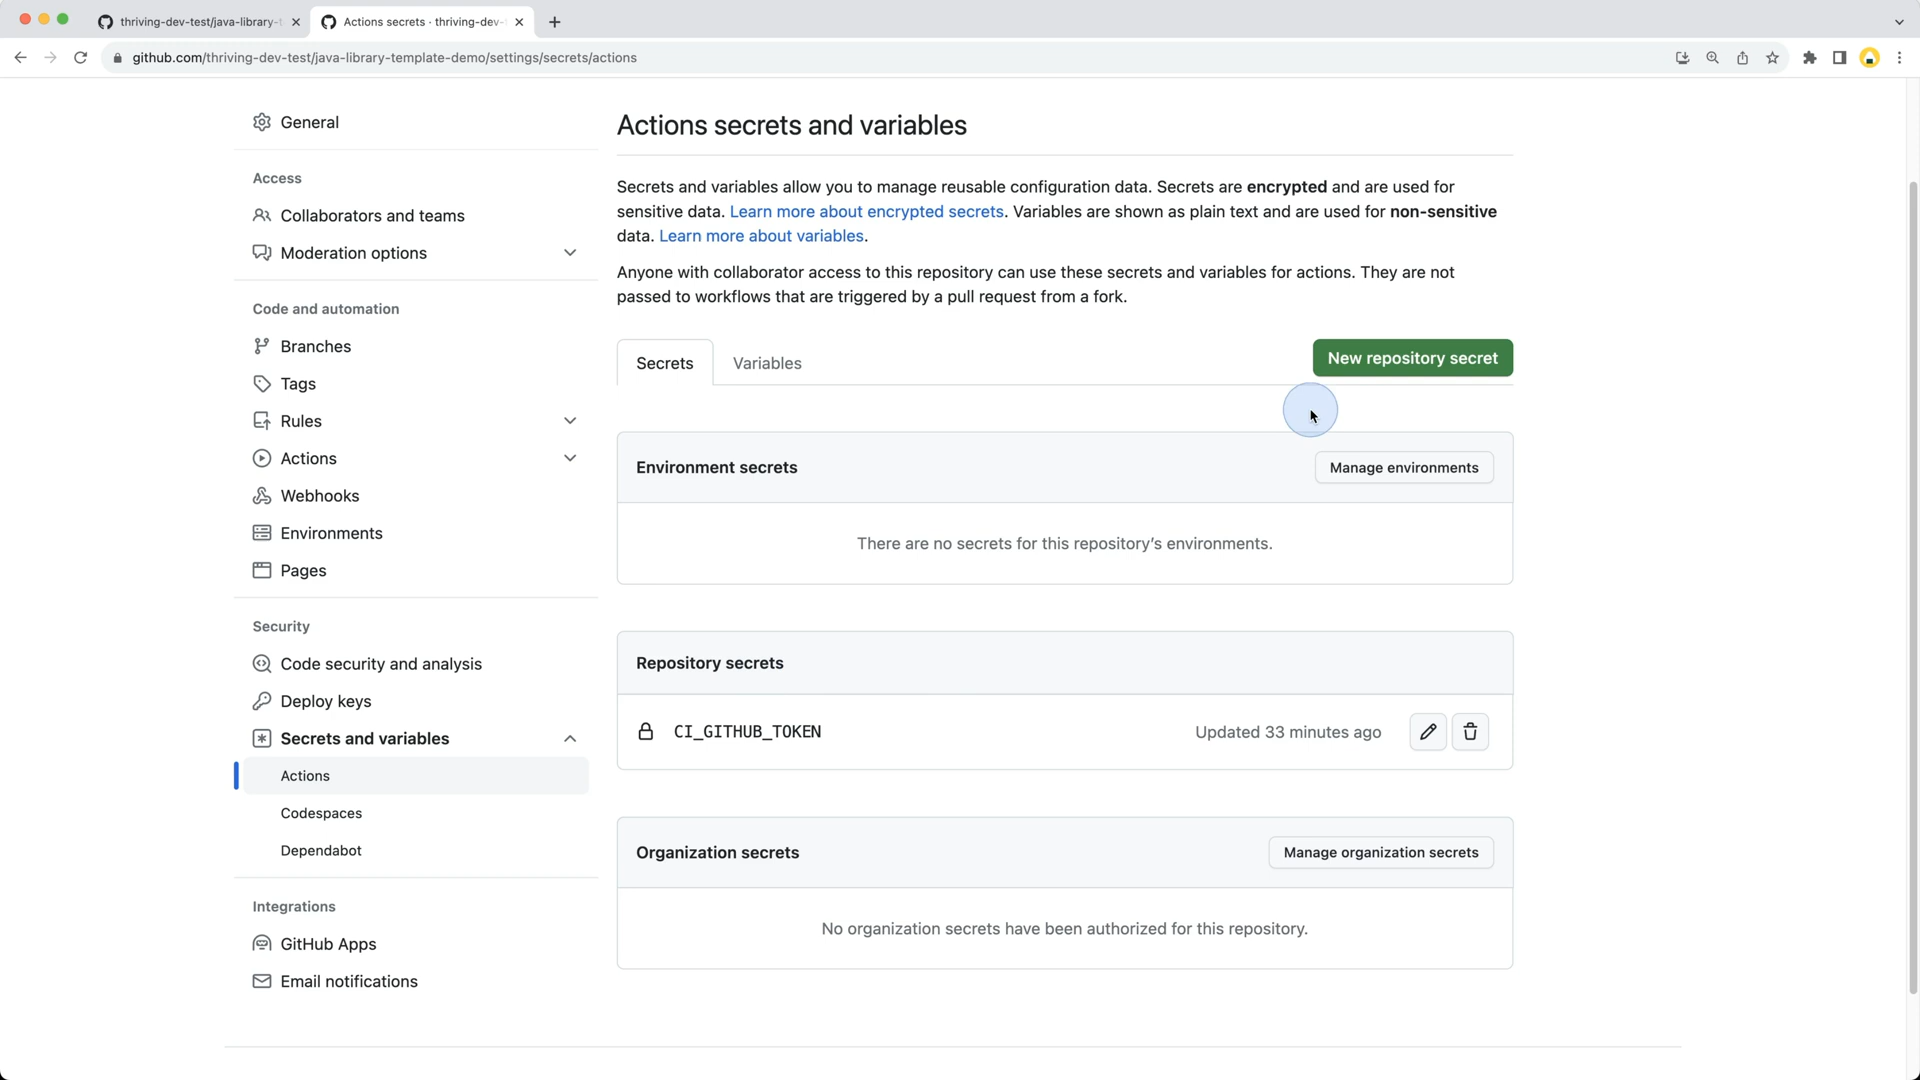 thriving-dev-test/java-library-t
Actions secrets · thriving-dev-
github.com/thriving-dev-test/java-library-template-demo/settings/secrets/actions
General
Access
Collaborators and teams
Moderation options
Code and automation
Branches
Tags
Rules
Actions
Webhooks
Environments
Pages
Security
Code security and analysis
Deploy keys
Secrets and variables
Actions
Codespaces
Dependabot
Integrations
GitHub Apps
Email notifications
Actions secrets and variables
Secrets and variables allow you to manage reusable configuration data. Secrets are encrypted and are used for
sensitive data. Learn more about encrypted secrets. Variables are shown as plain text and are used for non-sensitive
data. Learn more about variables.
Anyone with collaborator access to this repository can use these secrets and variables for actions. They are not
passed to workflows that are triggered by a pull request from a fork.
Secrets Variables New repository secret
Environment secrets Manage environments
There are no secrets for this repository's environments.
Repository secrets
CI_GITHUB_TOKEN Updated 33 minutes ago
Organization secrets Manage organization secrets
No organization secrets have been authorized for this repository.